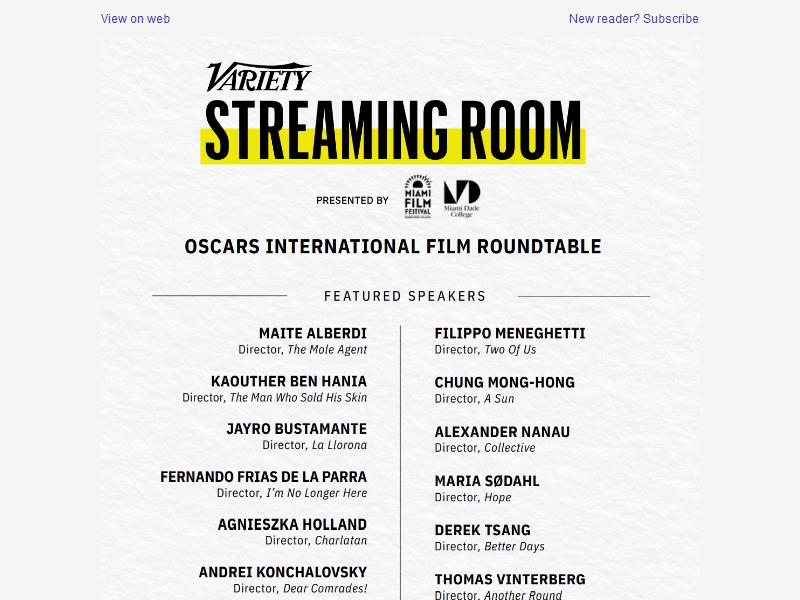 View on web
New reader? Subscribe
VARIETY
STREAMING ROOM
PRESENTED BY
MIAMI
FILM
FESTIVAL
Miami Dade
College
OSCARS INTERNATIONAL FILM ROUNDTABLE
FEATURED SPEAKERS
MAITE ALBERDI
Director, The Mole Agent
KAOUTHER BEN HANIA
Director, The Man Who Sold His Skin
JAYRO BUSTAMANTE
Director, La Llorona
FERNANDO FRIAS DE LA PARRA
Director, I'm No Longer Here
AGNIESZKA HOLLAND
Director, Charlatan
ANDREI KONCHALOVSKY
Director, Dear Comrades!
FILIPPO MENEGHETTI
Director, Two Of Us
CHUNG MONG-HONG
Director, A Sun
ALEXANDER NANAU
Director, Collective
MARIA SØDAHL
Director, Hope
DEREK TSANG
Director, Better Days
THOMAS VINTERBERG
Director, Another Round